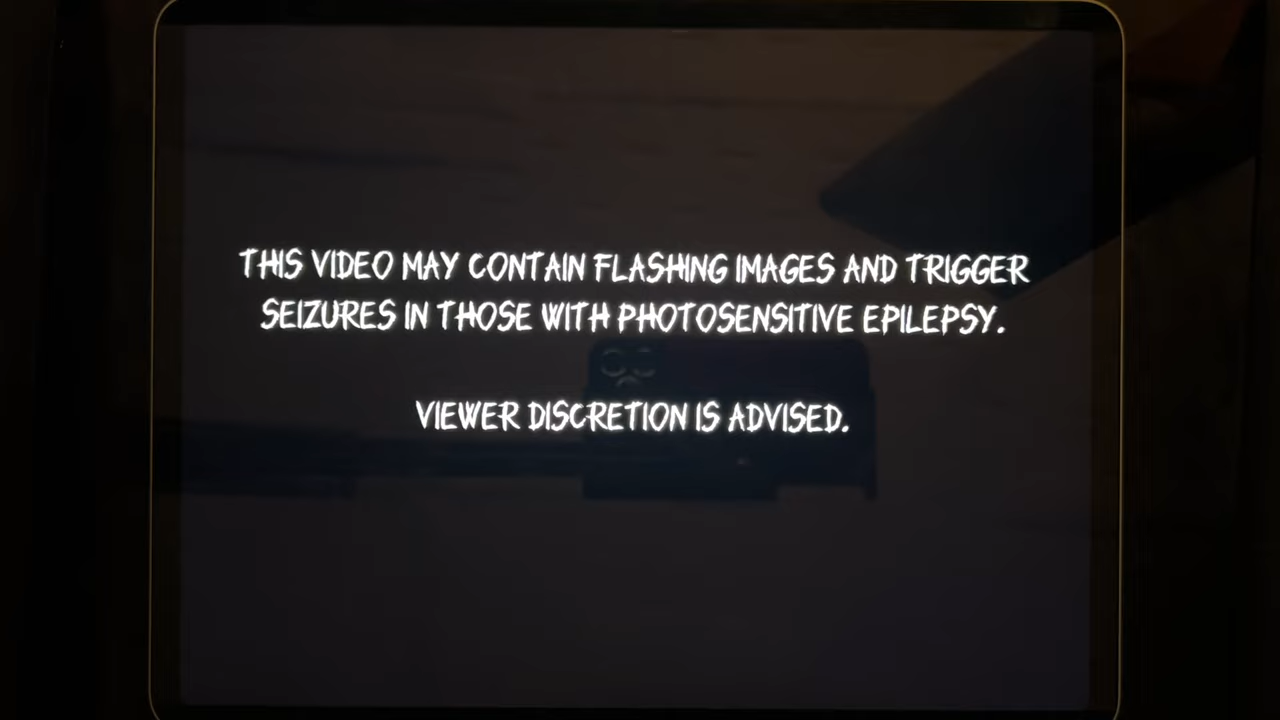 THIS VIDEO MAY CONTAIN FLASHING IMAGES AND TRIGGER
SEIZURES IN THOSE WITH PHOTOSENSITIVE EPILEPSY.
VIEWER DISCRETION IS ADVISED.